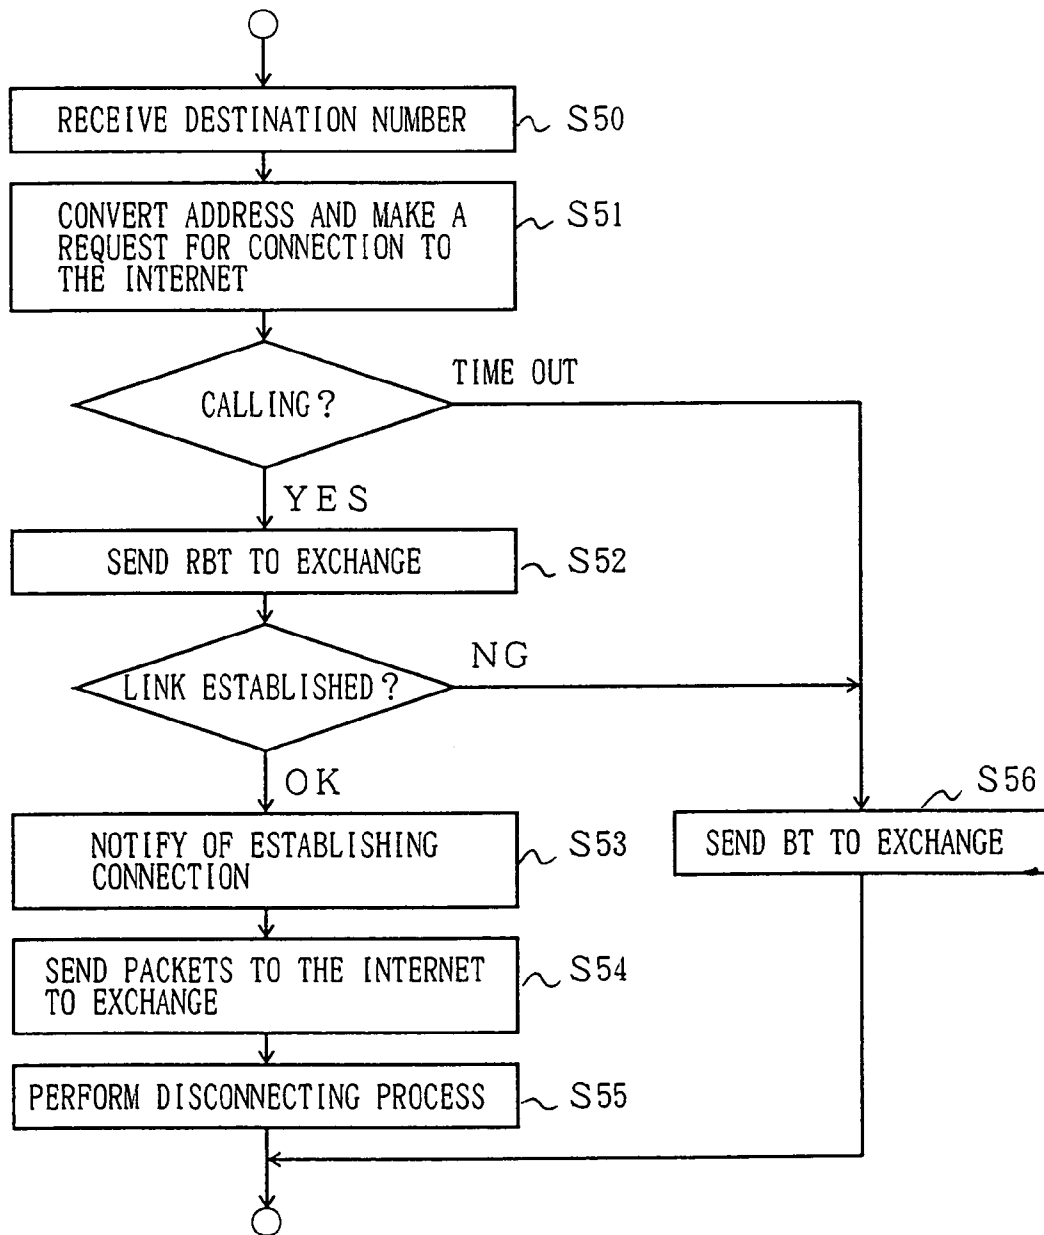 RECEIVE DESTINATION NUMBER
S50
CONVERT ADDRESS AND MAKE A
REQUEST FOR CONNECTION TO
THE INTERNET
S51
CALLING?
TIME OUT
YES
SEND RBT TO EXCHANGE
S52
LINK ESTABLISHED?
NG
OK
NOTIFY OF ESTABLISHING
CONNECTION
S53
S56
SEND BT TO EXCHANGE
SEND PACKETS TO THE INTERNET
TO EXCHANGE
S54
PERFORM DISCONNECTING PROCESS
S55